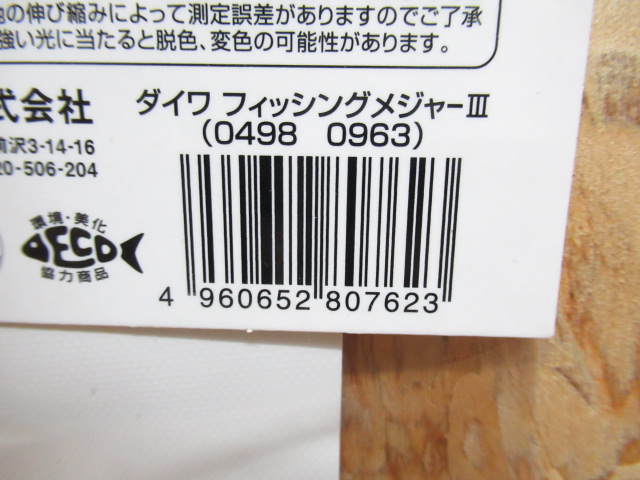 の伸び縮みによって測定誤差がありますのでご了承
強い光に当たると脱色、変色の可能性があります。
式会社
ダイワ フィッシングメジャーⅢ
(0498 0963)
沢3-14-16
20-506-204
環境・美化
ECO
協力商品
4 960652 807623